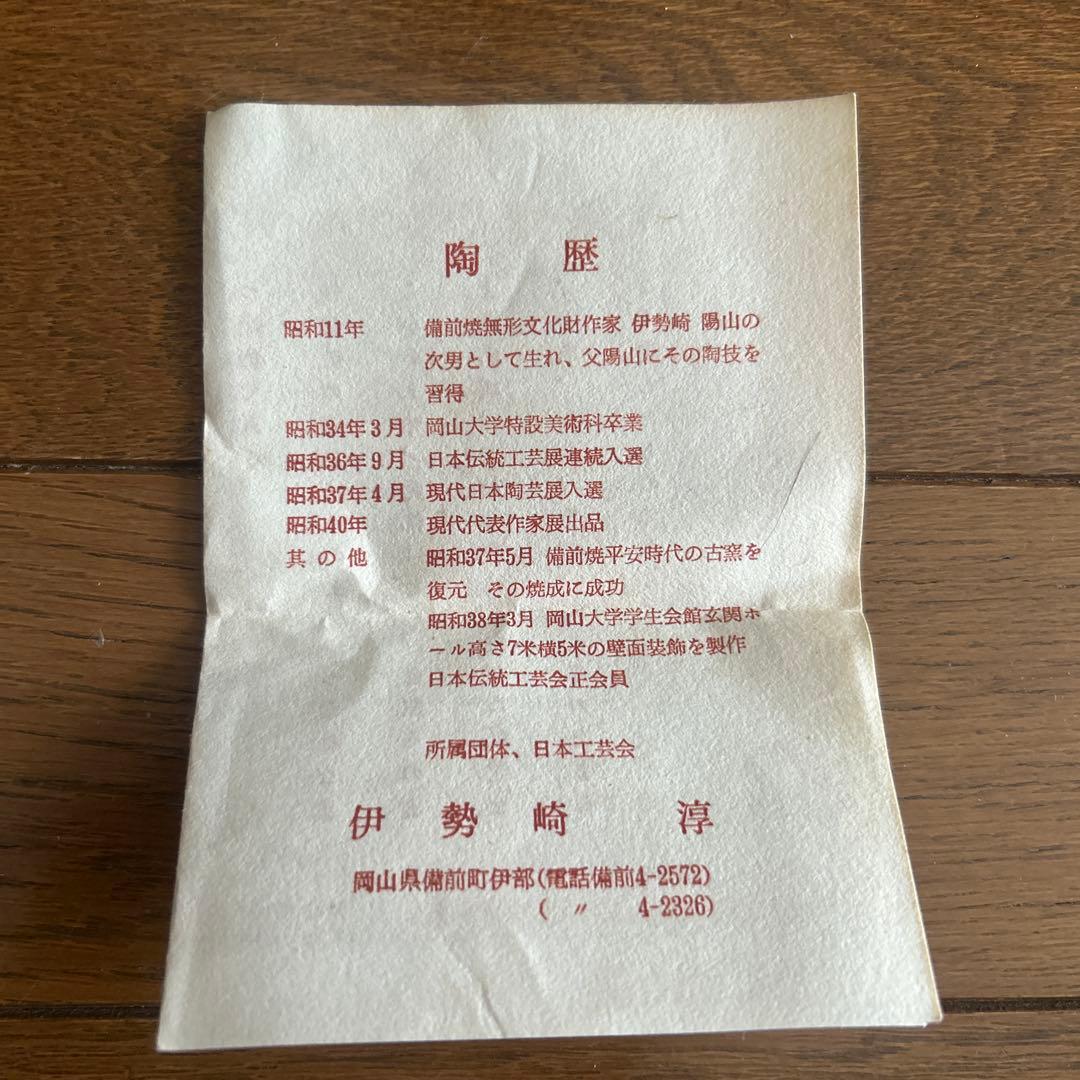 陶 歴
昭和11年 備前焼無形文化財作家 伊勢崎 陽山の
次男として生れ、父陽山にその陶技を
習得
昭和34年3月 岡山大学特設美術科卒業
昭和36年9月 日本伝統工芸展連続入選
昭和37年4月 現代日本陶芸展入選
昭和40年 現代代表作家展出品
其の他 昭和37年5月 備前焼平安時代の古窯を
復元 その焼成に成功
昭和38年3月 岡山大学学生会館玄関ホ
ール高さ7米横5米の壁面装飾を製作
日本伝統工芸会正会員
所属団体、日本工芸会
伊勢崎 淳
岡山県備前町伊部(電話備前4-2572)
( 〃 4-2326)